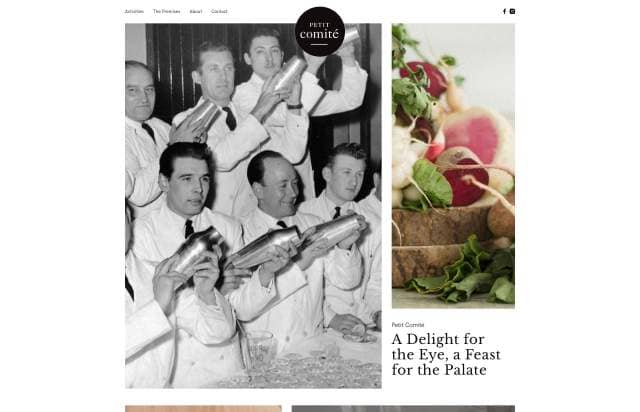 Activities The Premises About Contact
PETIT
comité
Petit Comité
A Delight for
the Eye, a Feast
for the Palate